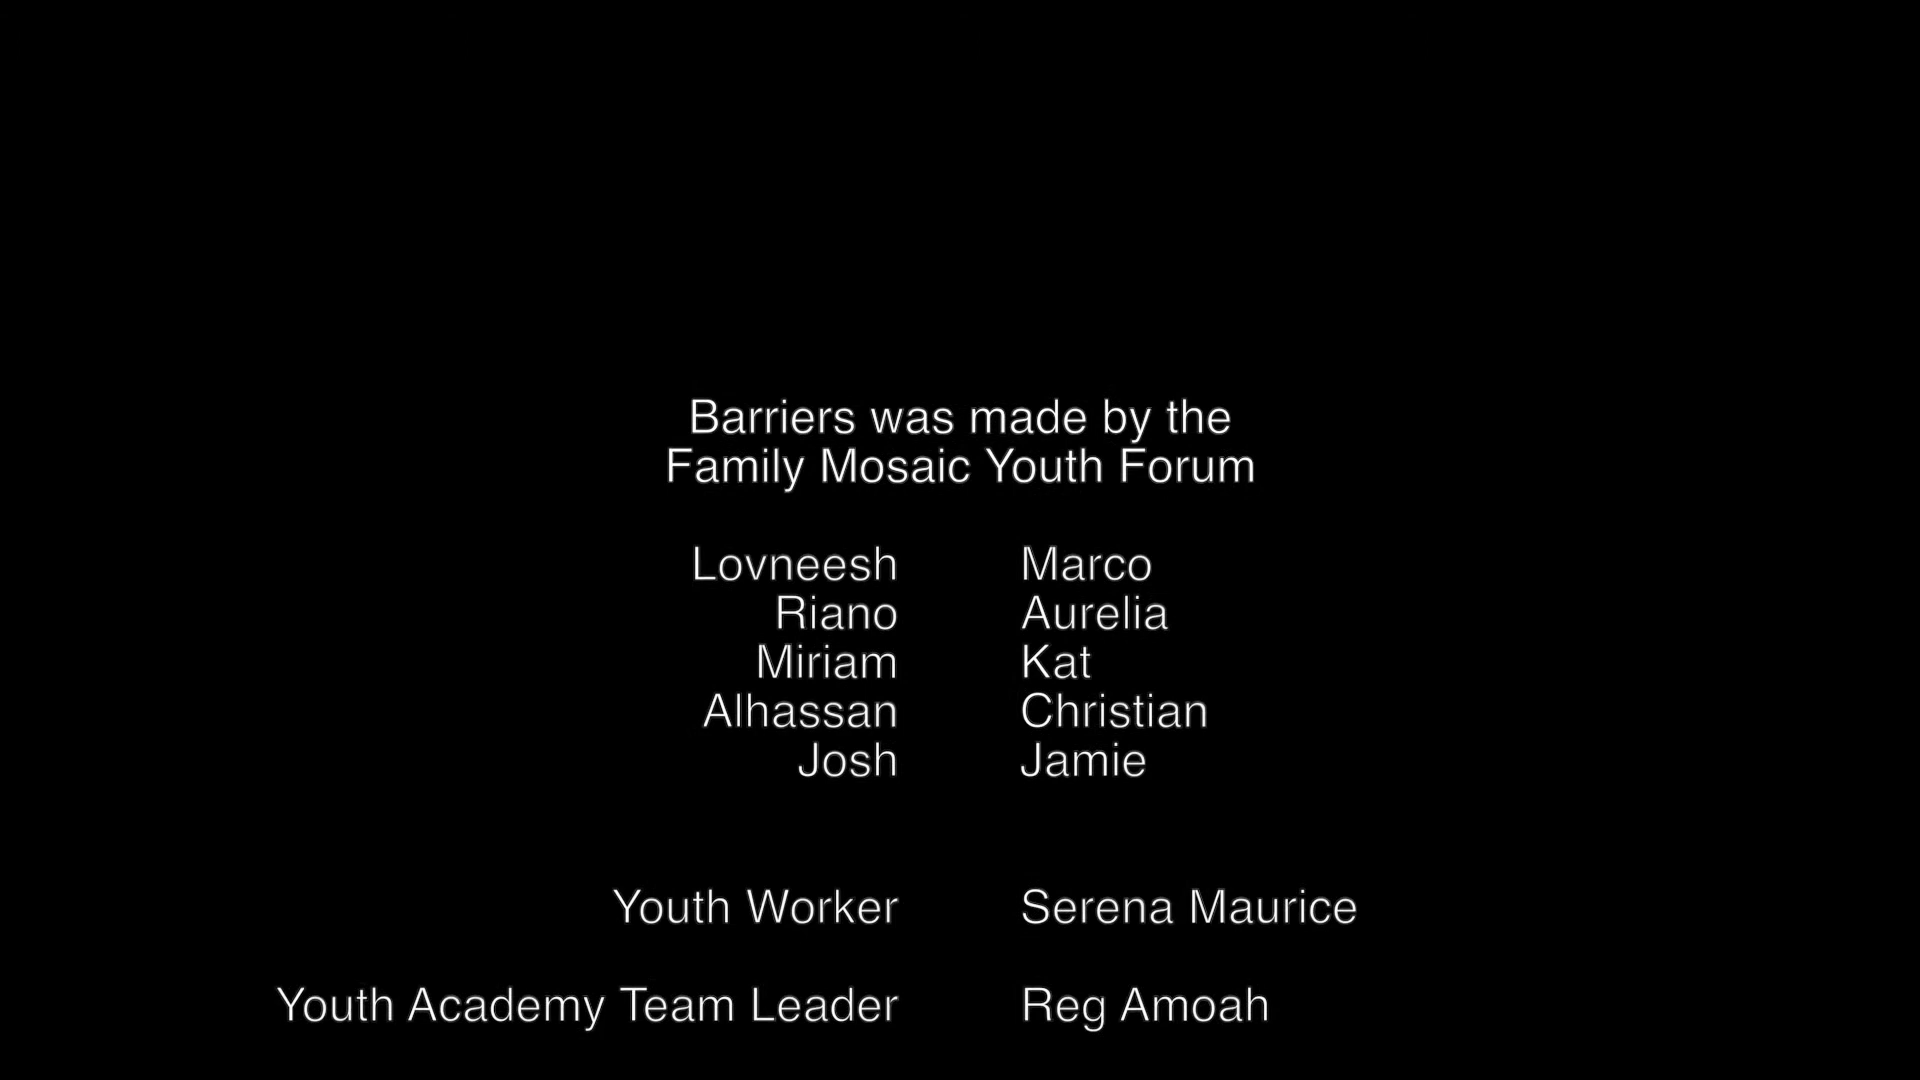 Barriers was made by the
Family Mosaic Youth Forum
Lovneesh Marco
Riano Aurelia
Miriam Kat
Alhassan Christian
Josh Jamie
Youth Worker Serena Maurice
Youth Academy Team Leader Reg Amoah